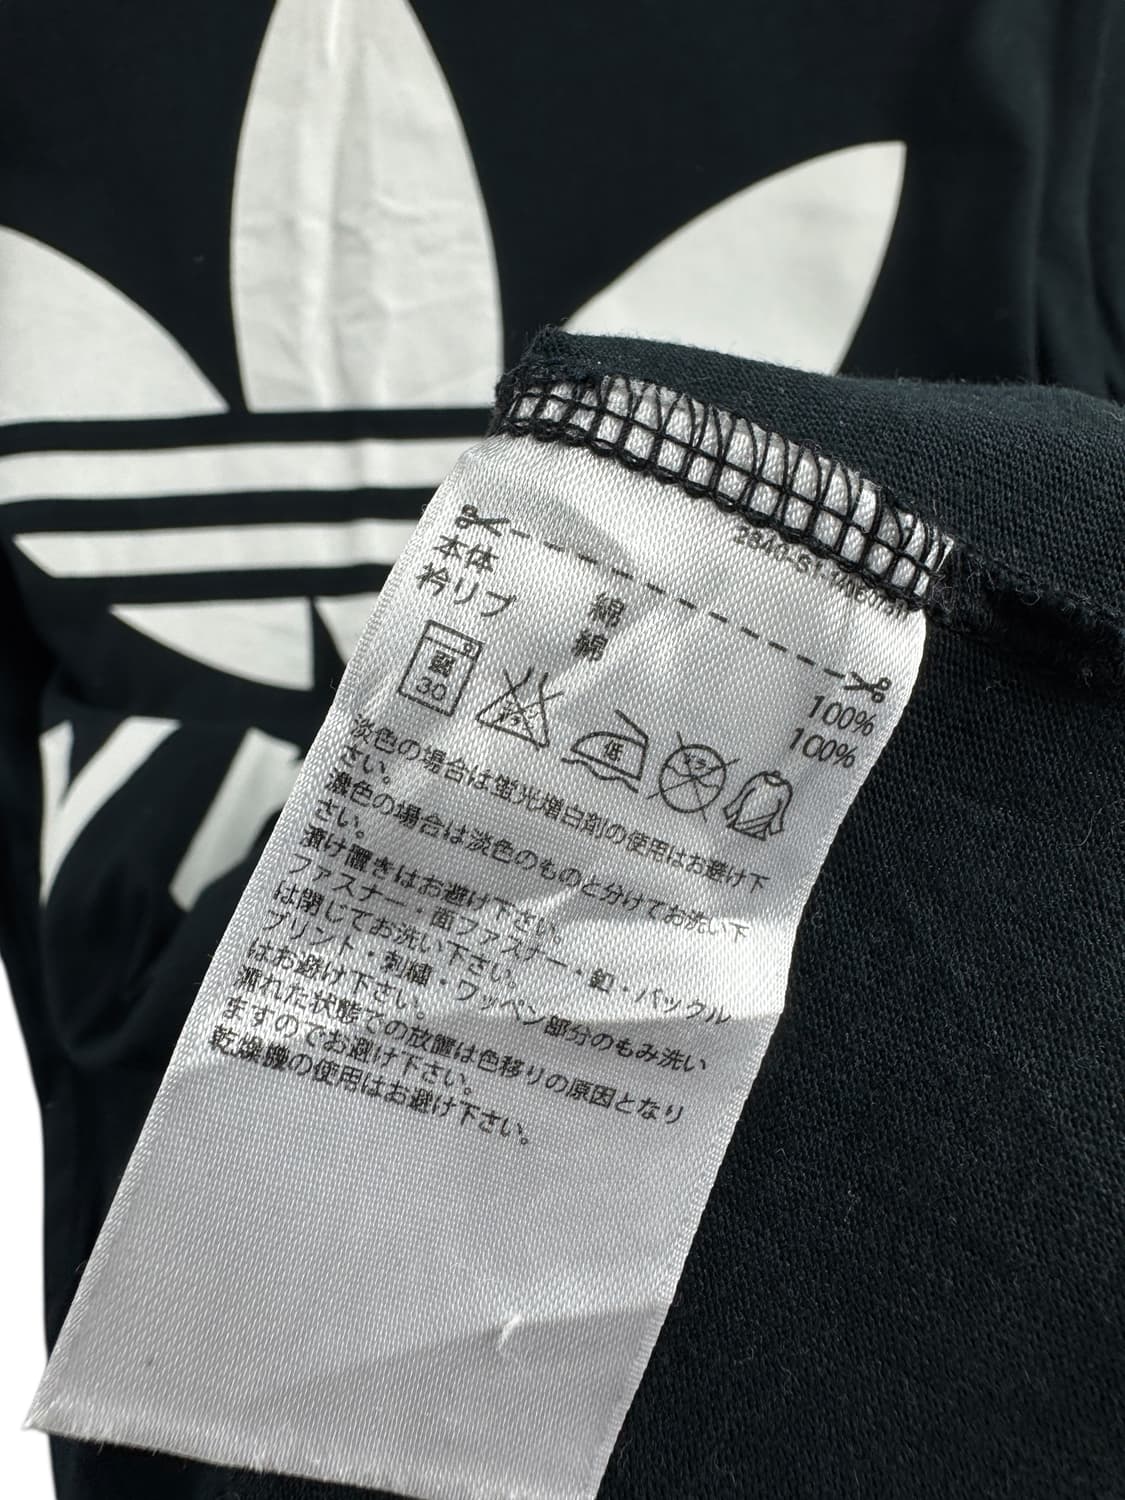 本体 綿 100%
衿リブ 綿 100%
30
低
淡色の場合は蛍光増白剤の使用はお避け下
さい。
濃色の場合は淡色のものと分けてお洗い下
さい。
漬け置きはお避け下さい。
ファスナー・面ファスナー・釦・バックル
は閉じてお洗い下さい。
プリント・刺繍・ワッペン部分のもみ洗い
はお避け下さい。
濡れた状態での放置は色移りの原因となり
ますのでお避け下さい。
乾燥機の使用はお避け下さい。